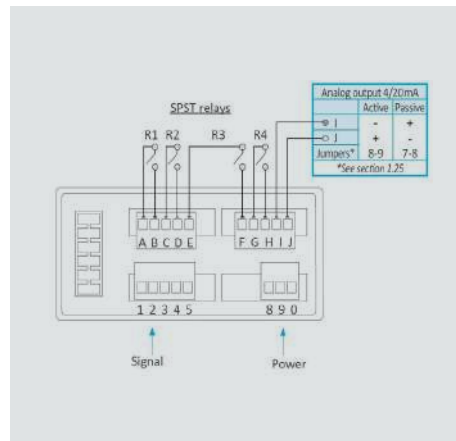 Analog output 4/20mA
Active Passive
I - +
J + -
Jumpers* 8-9 7-8
*See section 1.25
SPST relays
R1 R2 R3 R4
A B C D E F G H I J
1 2 3 4 5 8 9 0
Signal Power